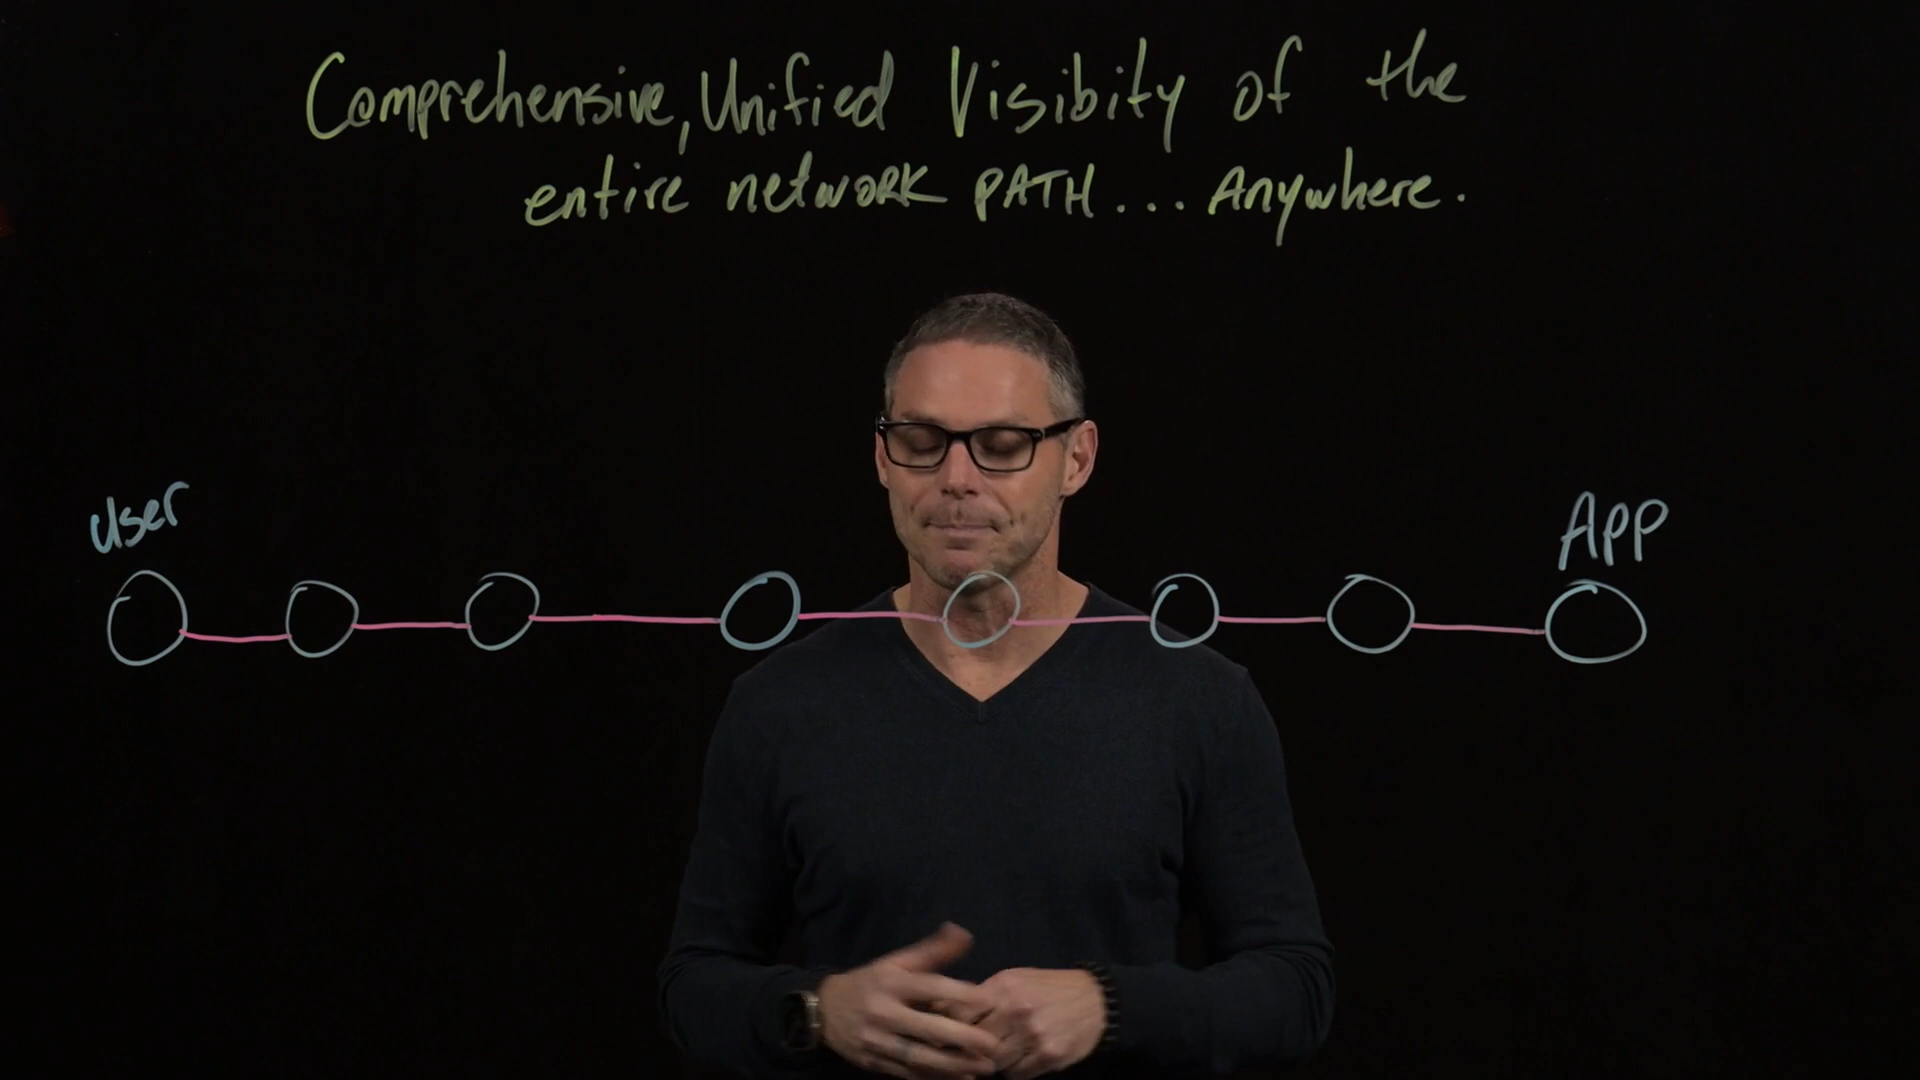 Comprehensive, Unified Visibity of the
entire network PATH... Anywhere.
User
App